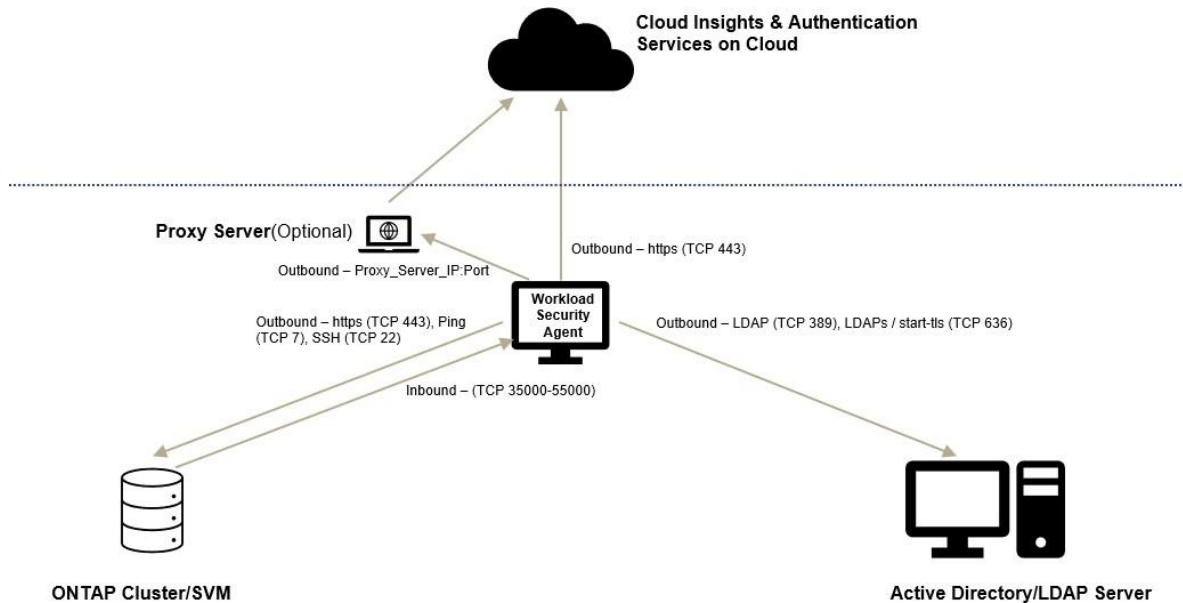 Cloud Insights & Authentication
Services on Cloud
Proxy Server(Optional)
Outbound – https (TCP 443)
Outbound – Proxy_Server_IP:Port
Workload
Security
Agent
Outbound – https (TCP 443), Ping
(TCP 7), SSH (TCP 22)
Outbound – LDAP (TCP 389), LDAPs / start-tls (TCP 636)
Inbound – (TCP 35000-55000)
ONTAP Cluster/SVM
Active Directory/LDAP Server